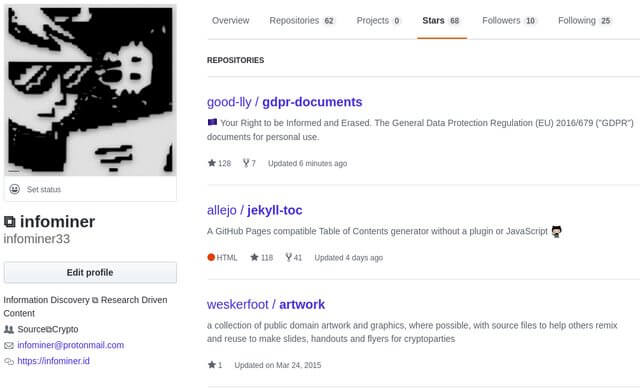 Overview Repositories 62 Projects 0 Stars 68 Followers 10 Following 25
REPOSITORIES
good-lly / gdpr-documents
Your Right to be Informed and Erased. The General Data Protection Regulation (EU) 2016/679 ("GDPR")
documents for personal use.
128 7 Updated 6 minutes ago
allejo / jekyll-toc
A GitHub Pages compatible Table of Contents generator without a plugin or JavaScript
HTML 118 41 Updated 4 days ago
weskerfoot / artwork
a collection of public domain artwork and graphics, where possible, with source files to help others remix
and reuse to make slides, handouts and flyers for cryptoparties
1 Updated on Mar 24, 2015
Set status
⧉ infominer
infominer33
Edit profile
Information Discovery ⧉ Research Driven
Content
Source⧉Crypto
infominer@protonmail.com
https://infominer.id